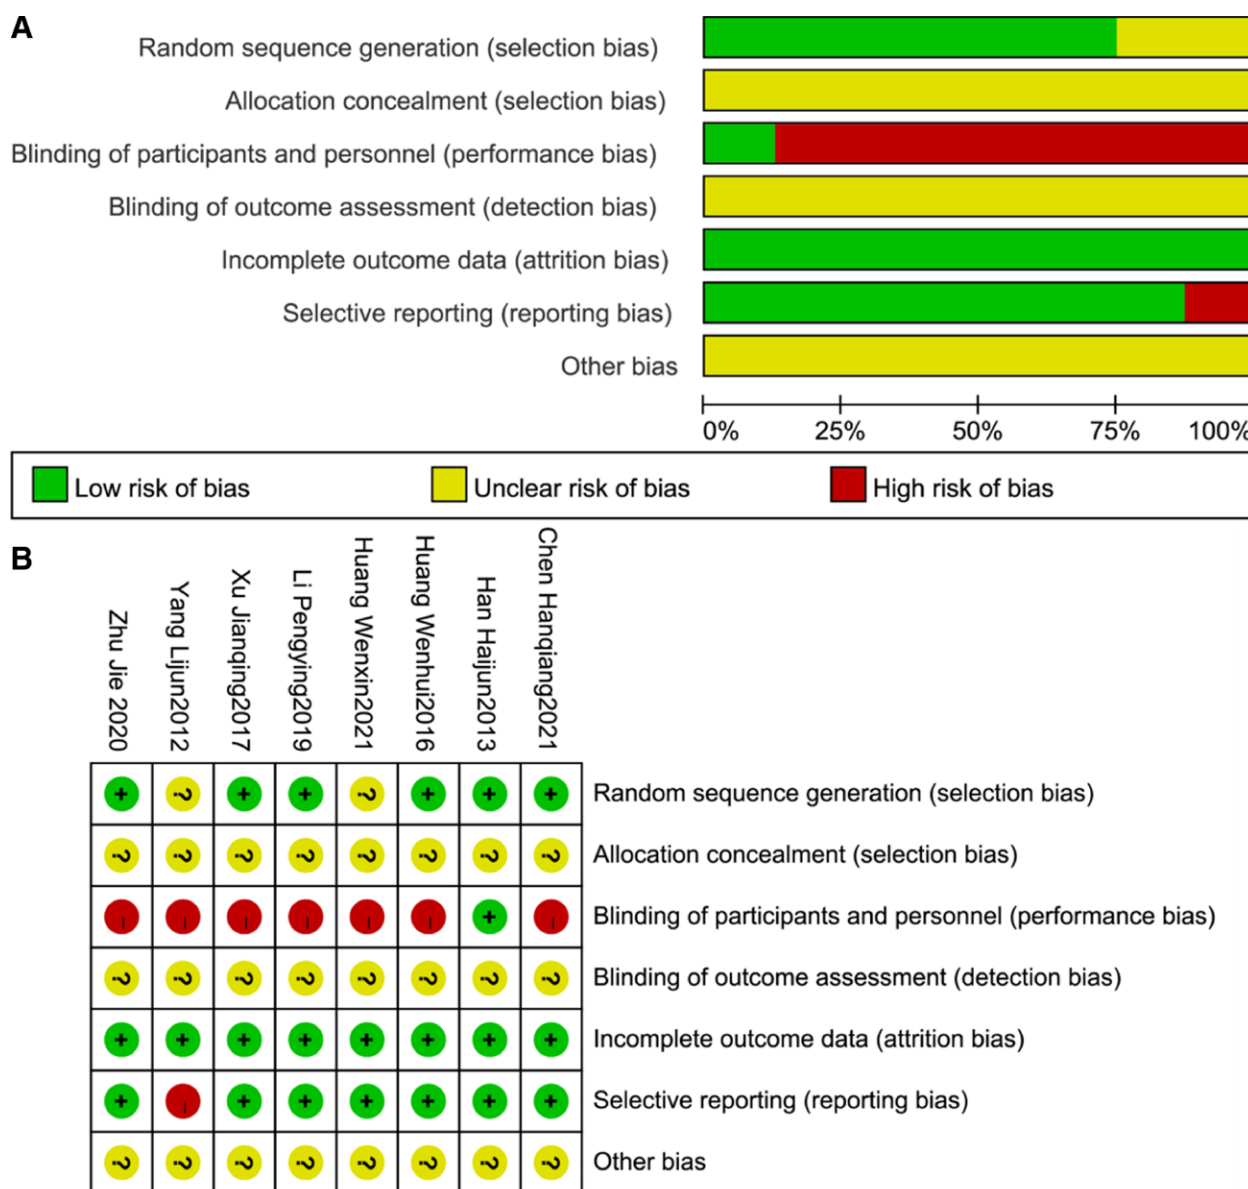 A
Random sequence generation (selection bias)
Allocation concealment (selection bias)
Blinding of participants and personnel (performance bias)
Blinding of outcome assessment (detection bias)
Incomplete outcome data (attrition bias)
Selective reporting (reporting bias)
Other bias
0% 25% 50% 75% 100%
Low risk of bias Unclear risk of bias High risk of bias
B
Zhu Jie 2020
Yang Lijun2012
Xu Jianqing2017
Li Pengying2019
Huang Wenxin2021
Huang Wenhui2016
Han Haijun2013
Chen Hanqiang2021
+ ? + + ? + + + Random sequence generation (selection bias)
? ? ? ? ? ? ? ? Allocation concealment (selection bias)
– – – – – – + – Blinding of participants and personnel (performance bias)
? ? ? ? ? ? ? ? Blinding of outcome assessment (detection bias)
+ + + + + + + + Incomplete outcome data (attrition bias)
+ – + + + + + + Selective reporting (reporting bias)
? ? ? ? ? ? ? ? Other bias